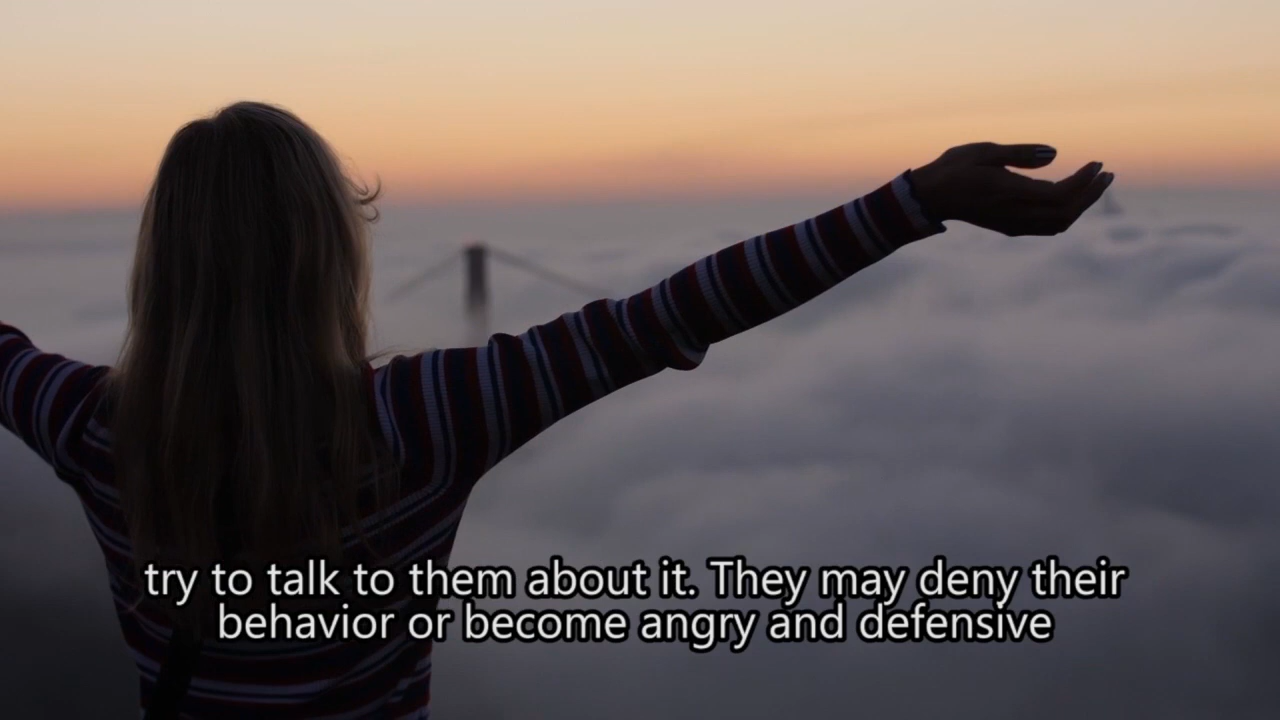 try to talk to them about it. They may deny their
behavior or become angry and defensive